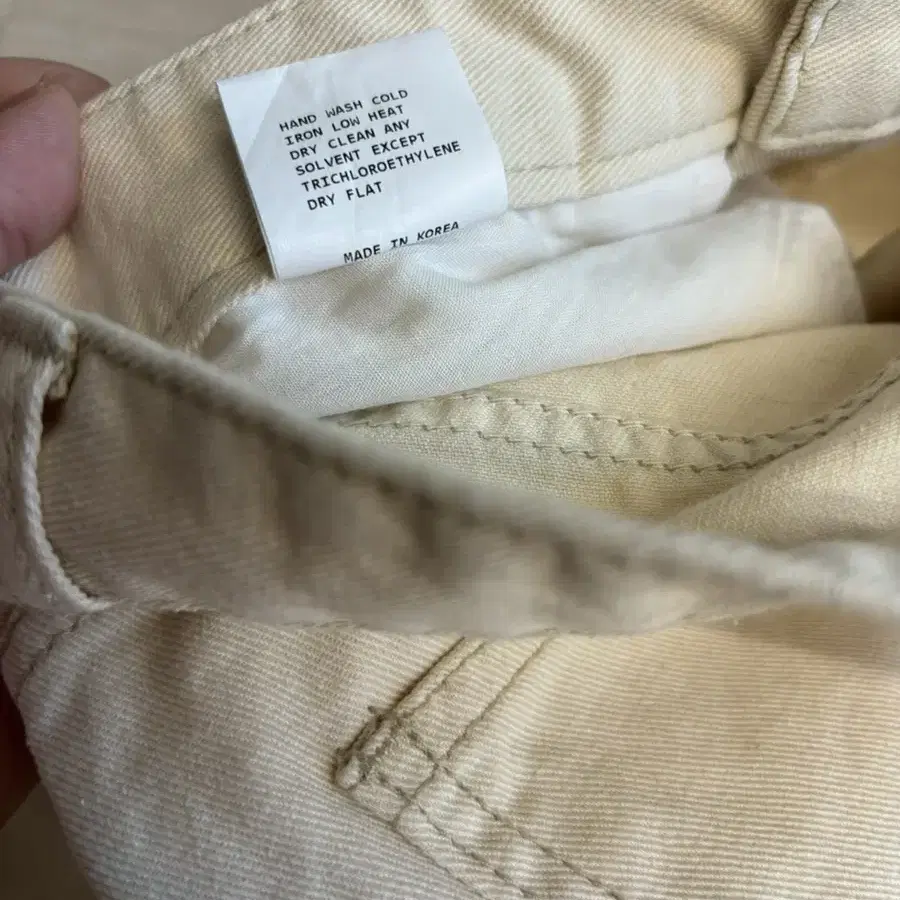 HAND WASH COLD
IRON LOW HEAT
DRY CLEAN ANY
SOLVENT EXCEPT
TRICHLOROETHYLENE
DRY FLAT
MADE IN KOREA